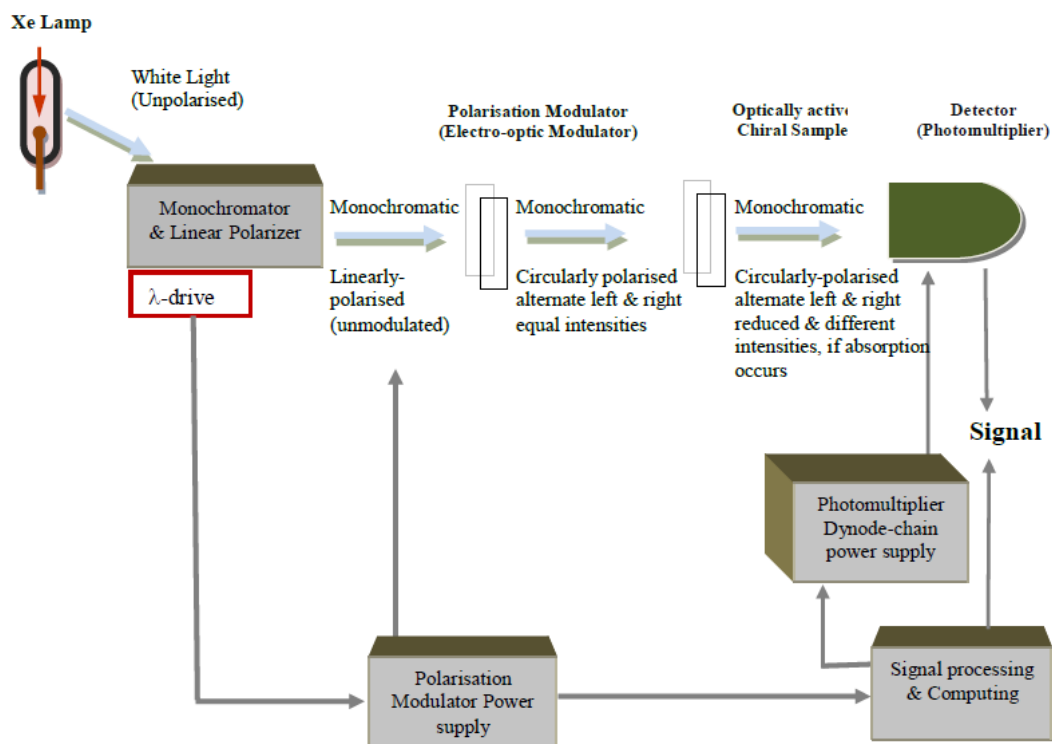 Xe Lamp
White Light
(Unpolarised)
Polarisation Modulator
(Electro-optic Modulator)
Optically active
Chiral Sample
Detector
(Photomultiplier)
Monochromator
& Linear Polarizer
λ-drive
Monochromatic
Linearly-
polarised
(unmodulated)
Monochromatic
Circularly polarised
alternate left & right
equal intensities
Monochromatic
Circularly-polarised
alternate left & right
reduced & different
intensities, if absorption
occurs
Signal
Photomultiplier
Dynode-chain
power supply
Polarisation
Modulator Power
supply
Signal processing
& Computing